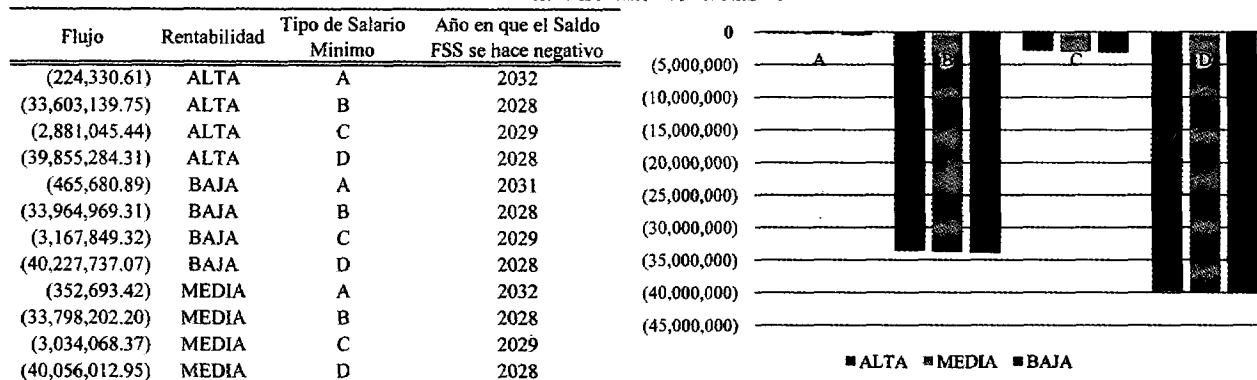 Flujo Rentabilidad Tipo de Salario Mínimo Año en que el Saldo FSS se hace negativo
(224,330.61) ALTA A 2032
(33,603,139.75) ALTA B 2028
(2,881,045.44) ALTA C 2029
(39,855,284.31) ALTA D 2028
(465,680.89) BAJA A 2031
(33,964,969.31) BAJA B 2028
(3,167,849.32) BAJA C 2029
(40,227,737.07) BAJA D 2028
(352,693.42) MEDIA A 2032
(33,798,202.20) MEDIA B 2028
(3,034,068.37) MEDIA C 2029
(40,056,012.95) MEDIA D 2028
0
(5,000,000)
(10,000,000)
(15,000,000)
(20,000,000)
(25,000,000)
(30,000,000)
(35,000,000)
(40,000,000)
(45,000,000)
A B C D
ALTA MEDIA BAJA